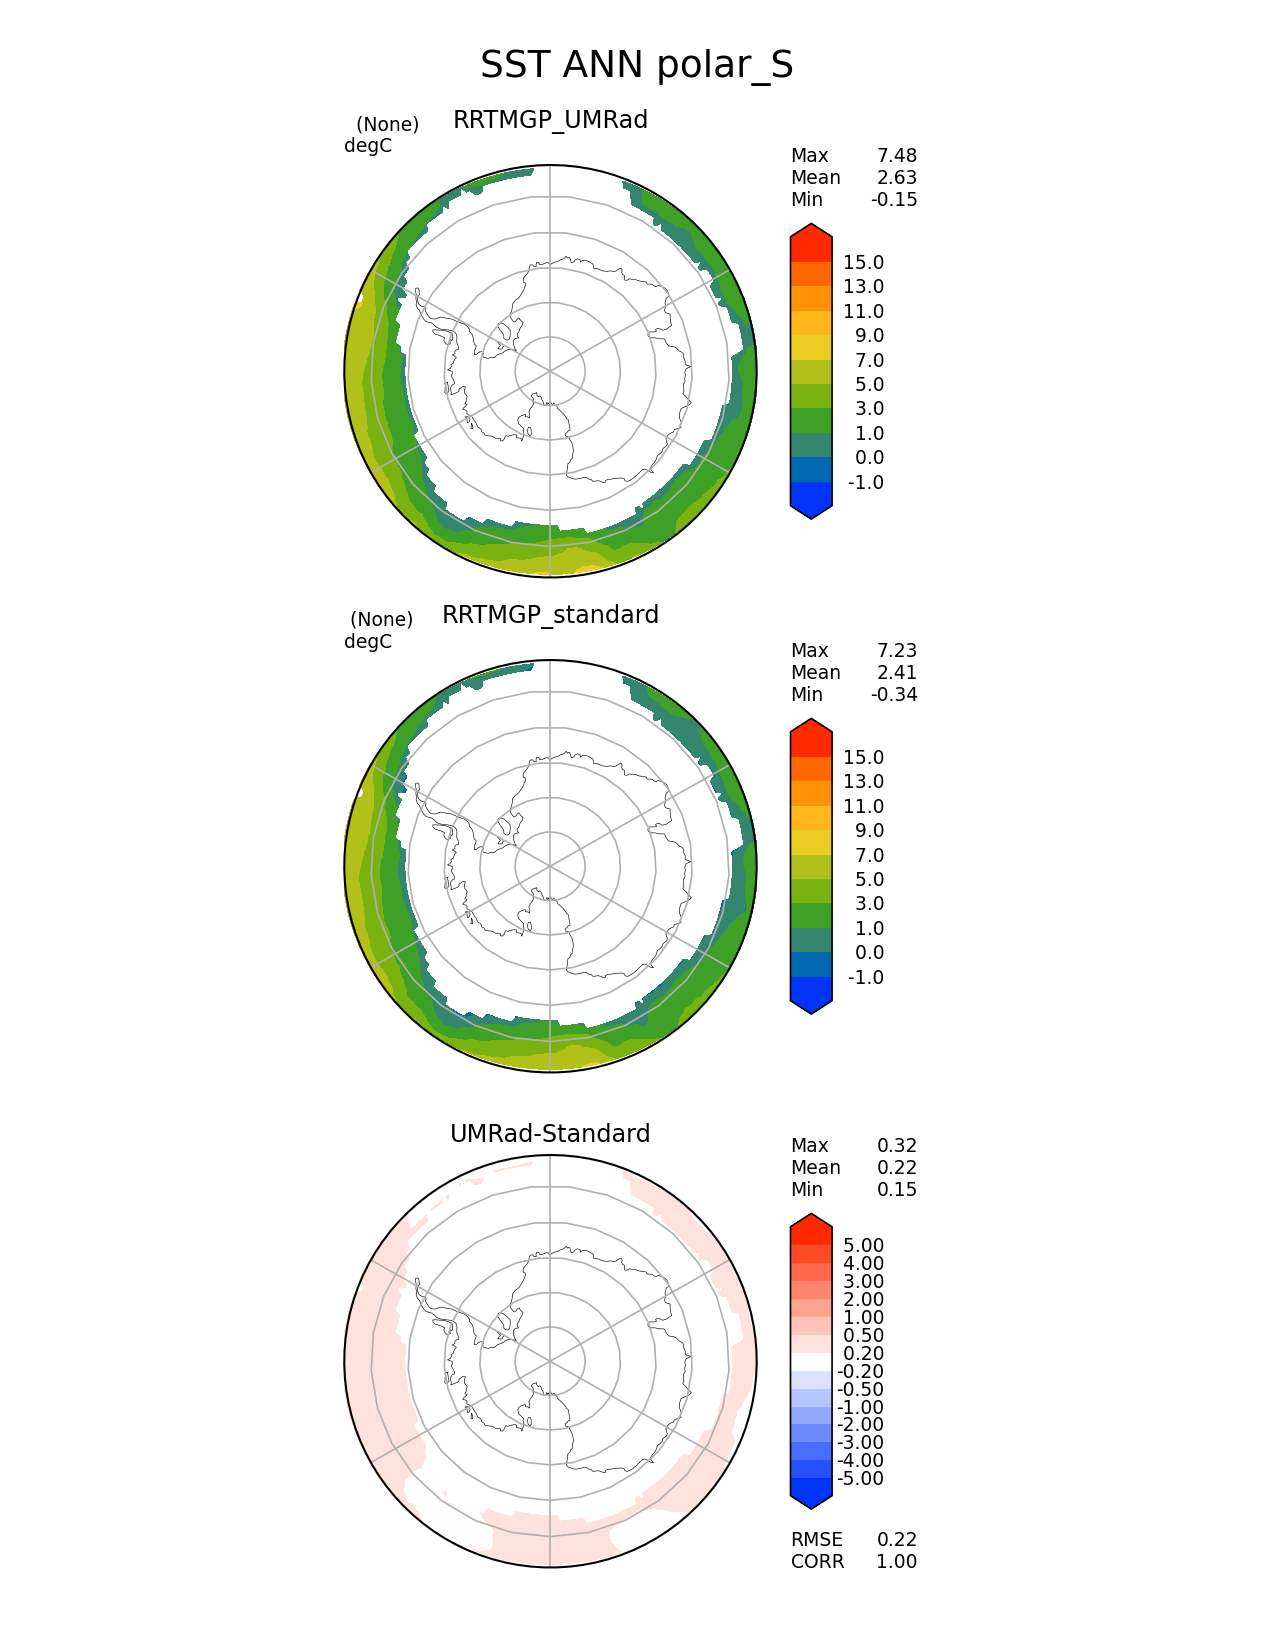 SST ANN polar_S
(None)
RRTMGP_UMRad
degC
Max 7.48
Mean 2.63
Min -0.15
15.0
13.0
11.0
9.0
7.0
5.0
3.0
1.0
0.0
-1.0
(None)
RRTMGP_standard
degC
Max 7.23
Mean 2.41
Min -0.34
15.0
13.0
11.0
9.0
7.0
5.0
3.0
1.0
0.0
-1.0
UMRad-Standard
Max 0.32
Mean 0.22
Min 0.15
5.00
4.00
3.00
2.00
1.00
0.50
0.20
-0.20
-0.50
-1.00
-2.00
-3.00
-4.00
-5.00
RMSE 0.22
CORR 1.00